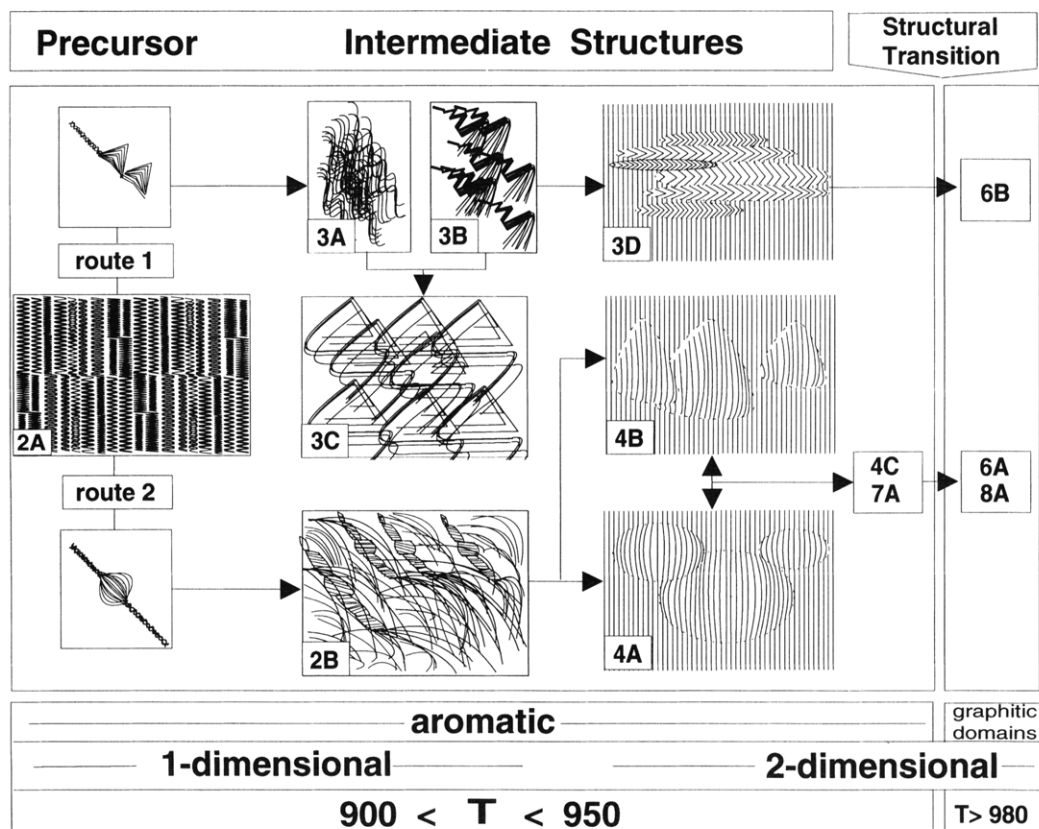 Precursor
Intermediate Structures
Structural
Transition
3A
3B
3D
6B
route 1
2A
3C
4B
route 2
4C
7A
6A
8A
2B
4A
aromatic
graphitic
domains
1-dimensional
2-dimensional
900 < T < 950
T> 980